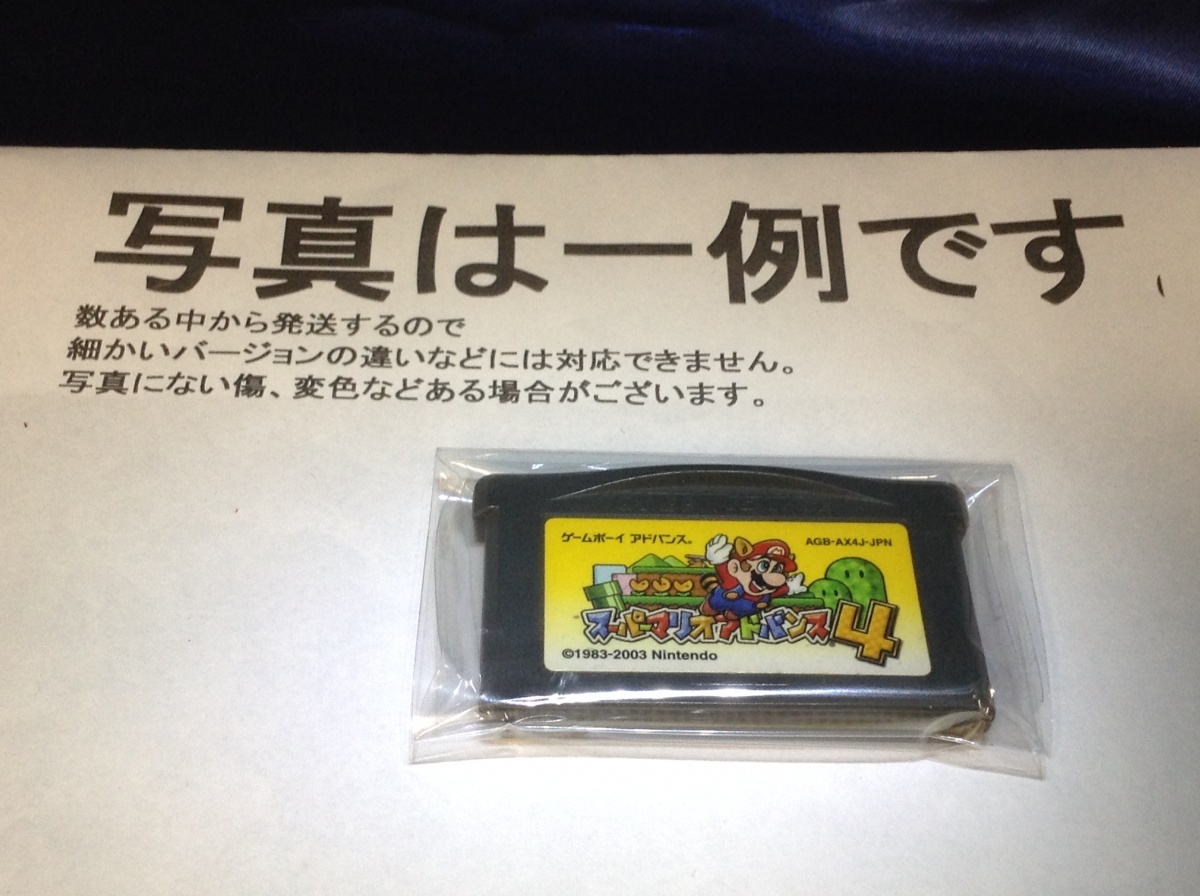 写真は一例です
数ある中から発送するので
細かいバージョンの違いなどには対応できません。
写真にない傷、変色などある場合がございます。
ゲームボーイ アドバンス® AGB-AX4J-JPN
スーパーマリオアドバンス4
©1983-2003 Nintendo